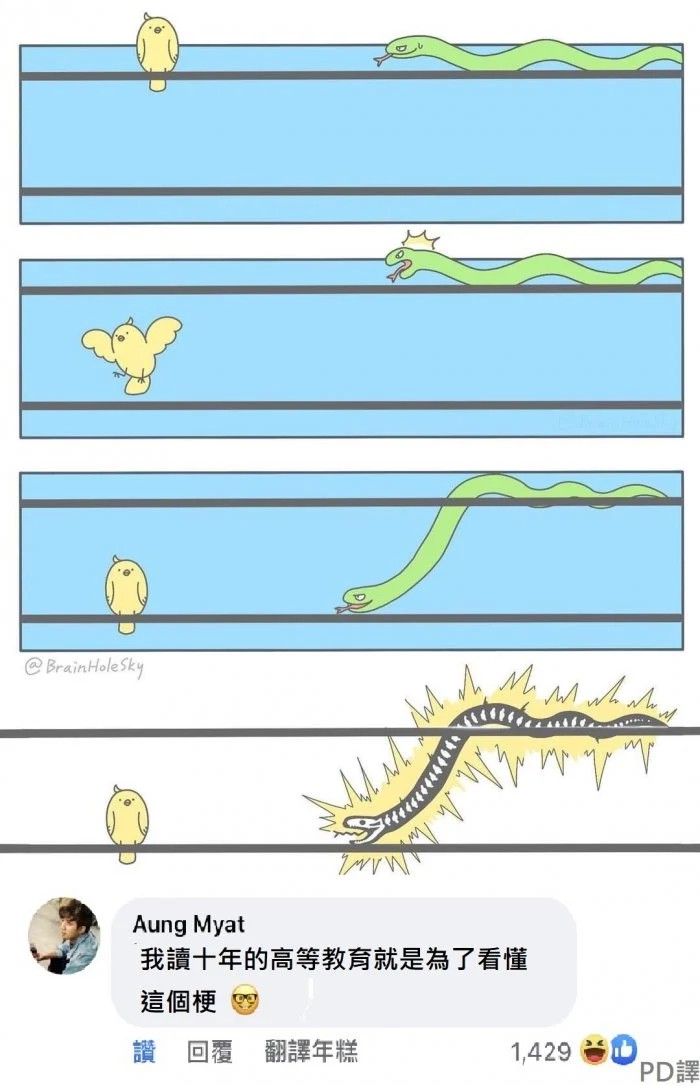 @BrainHoleSky
Aung Myat
我讀十年的高等教育就是為了看懂
這個梗 🤓
讚 回覆 翻譯年糕 1,429
PD譯